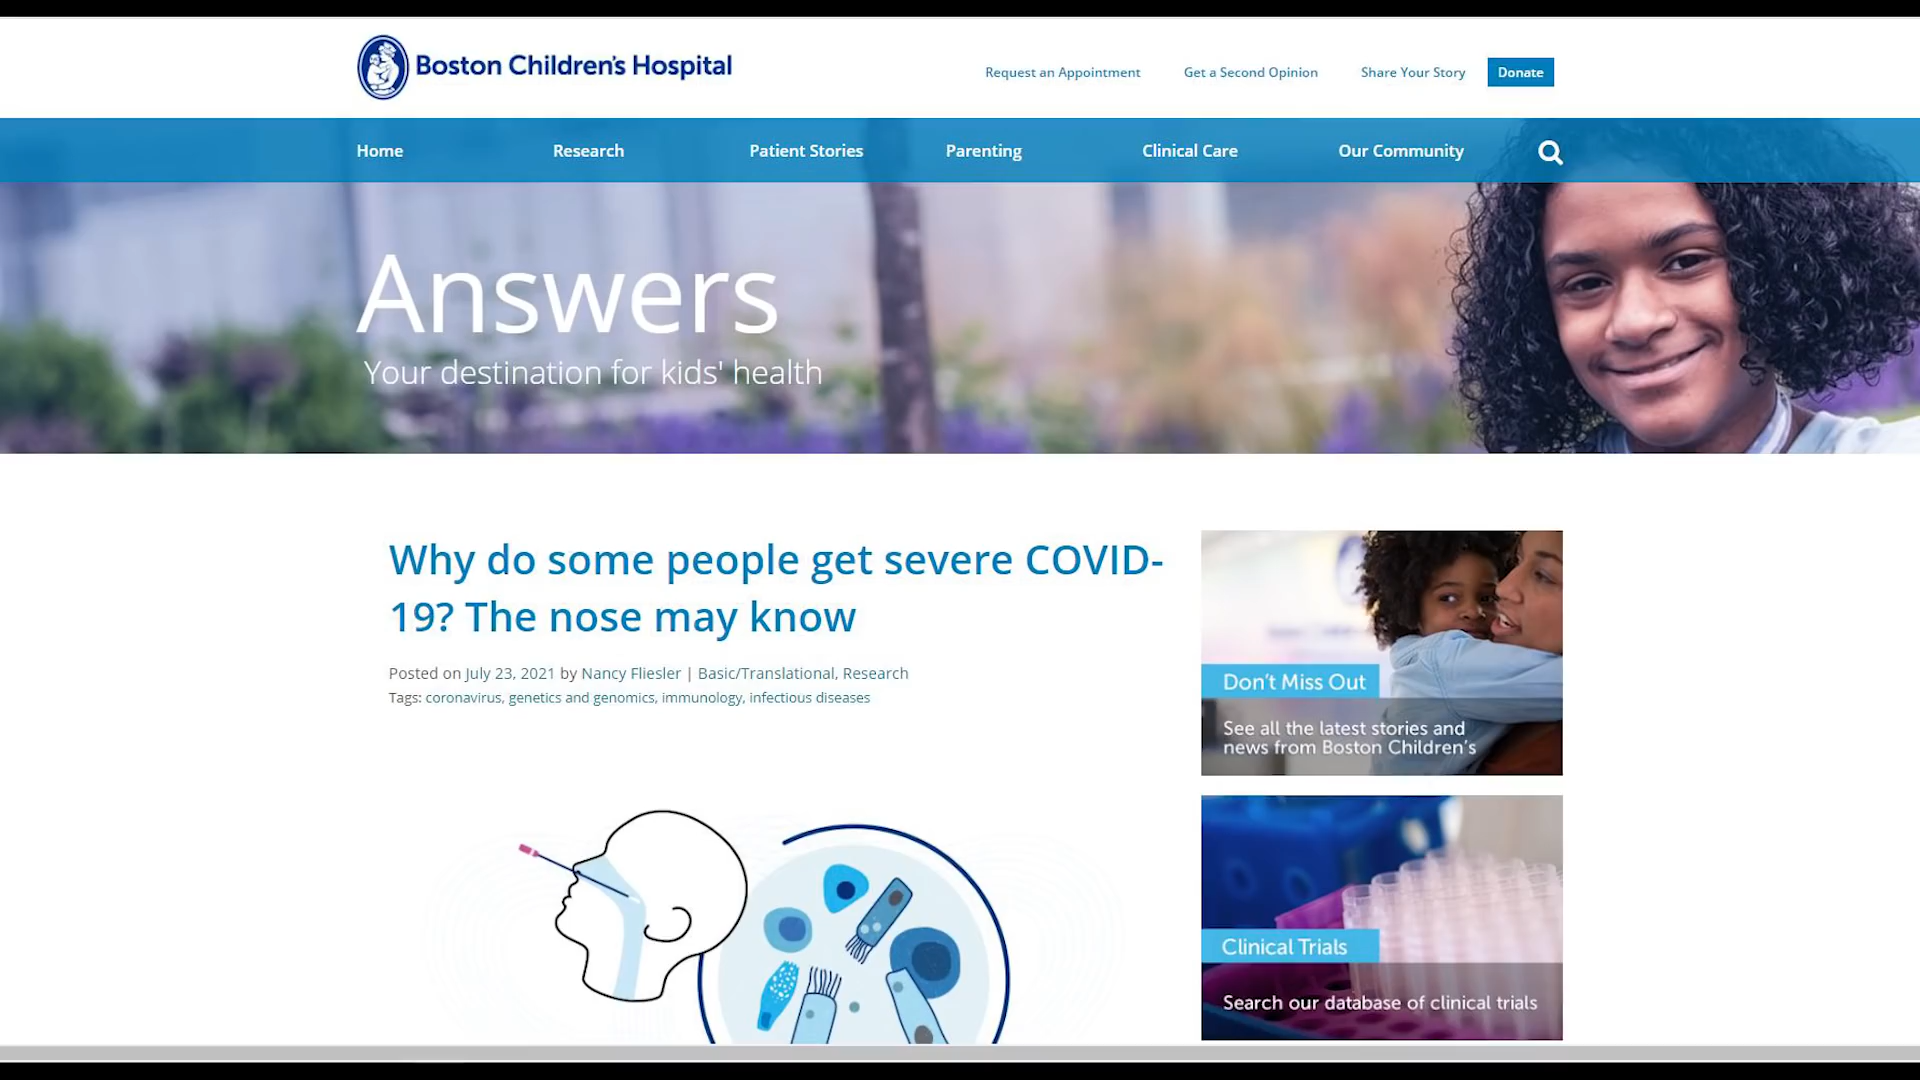 Boston Children's Hospital
Request an Appointment
Get a Second Opinion
Share Your Story
Donate
Home
Research
Patient Stories
Parenting
Clinical Care
Our Community
Answers
Your destination for kids' health
Why do some people get severe COVID-
19? The nose may know
Posted on July 23, 2021 by Nancy Fliesler | Basic/Translational, Research
Tags: coronavirus, genetics and genomics, immunology, infectious diseases
Don't Miss Out
See all the latest stories and
news from Boston Children's
Clinical Trials
Search our database of clinical trials